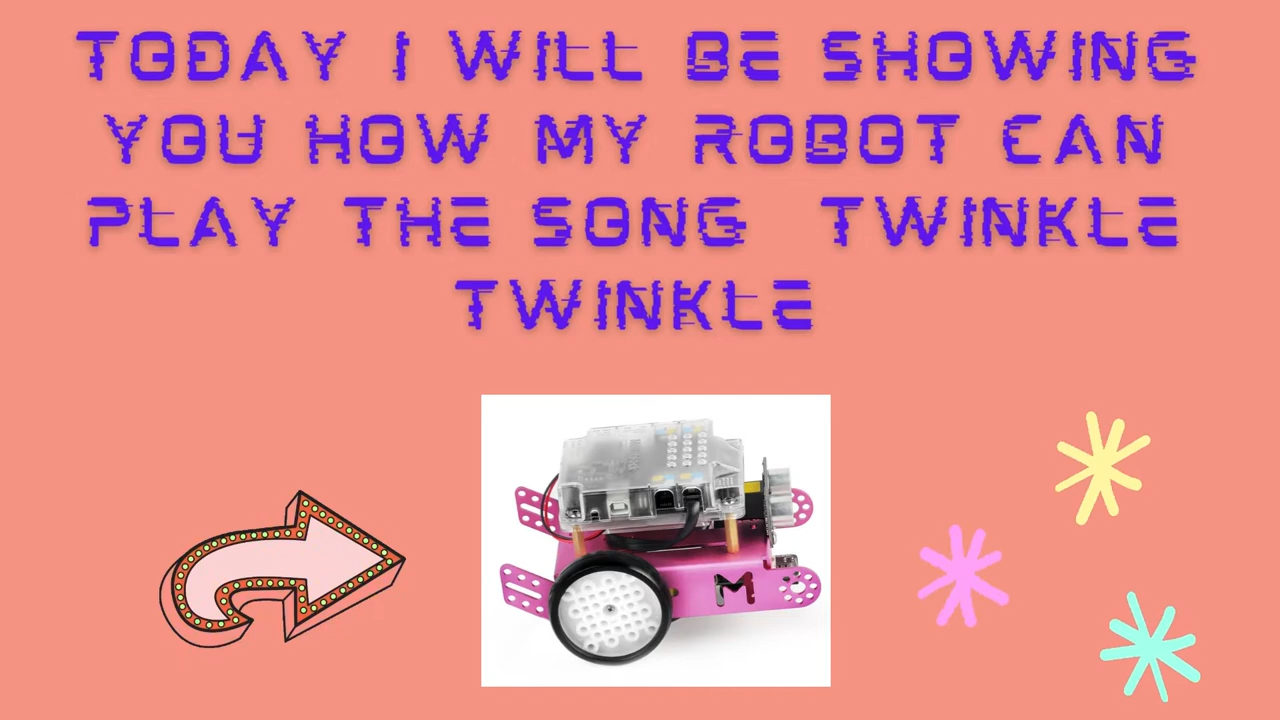 TODAY I WILL BE SHOWING
YOU HOW MY ROBOT CAN
PLAY THE SONG TWINKLE
TWINKLE
M